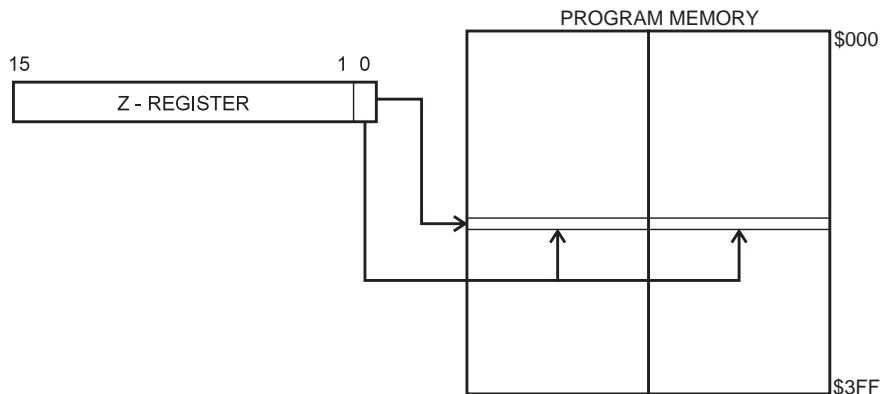 PROGRAM MEMORY
$000
15 1 0
Z - REGISTER
$3FF